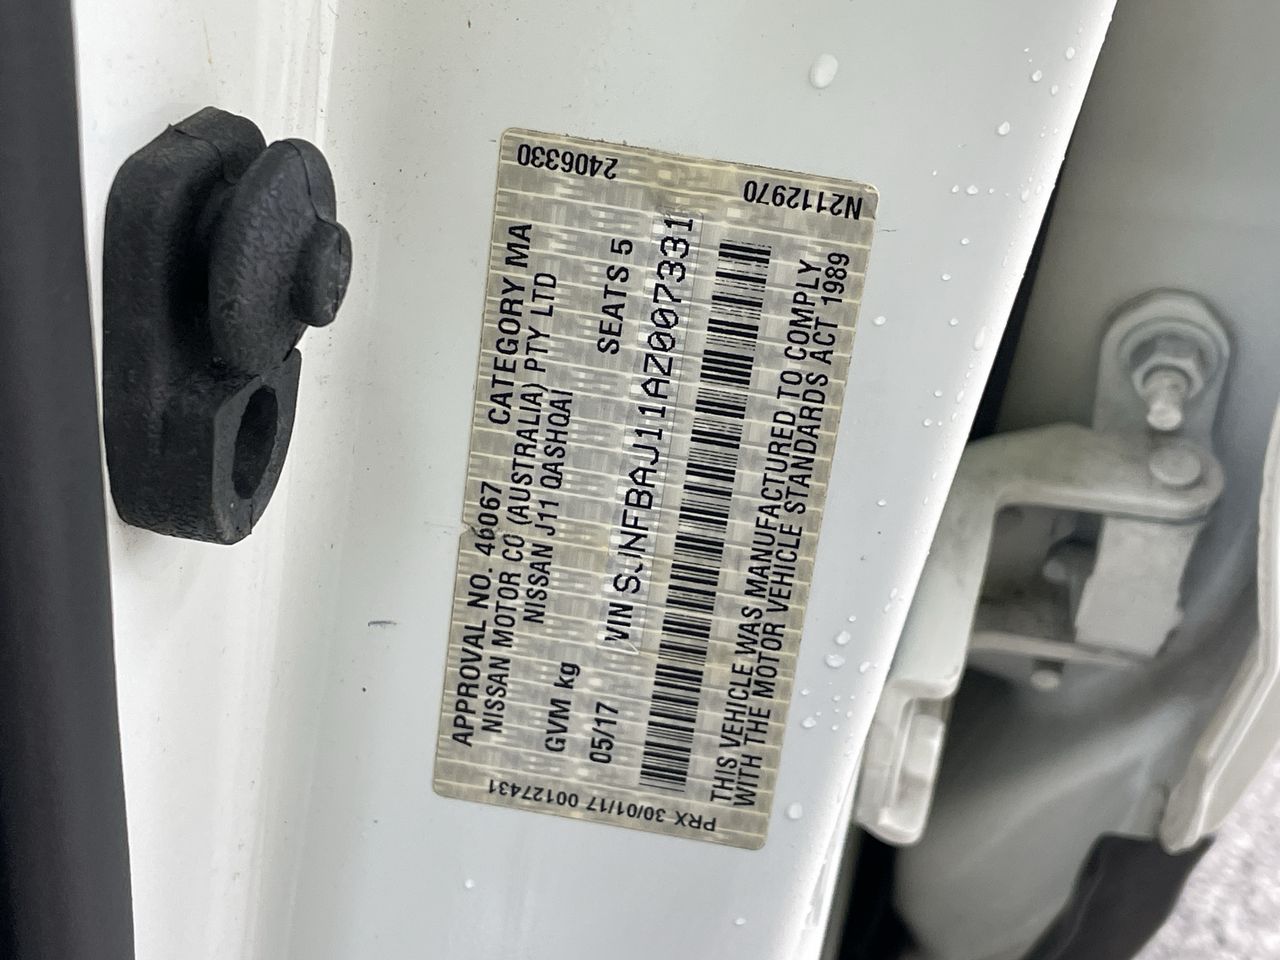 APPROVAL NO. 46067 CATEGORY MA
NISSAN MOTOR CO (AUSTRALIA) PTY LTD
NISSAN J11 QASHQAI
GVM kg
05/17 SEATS 5
VIN SJNFBAJ11AZ007331
THIS VEHICLE WAS MANUFACTURED TO COMPLY
WITH THE MOTOR VEHICLE STANDARDS ACT 1989
2406330
N2112970
PRX 30/01/17 00127431